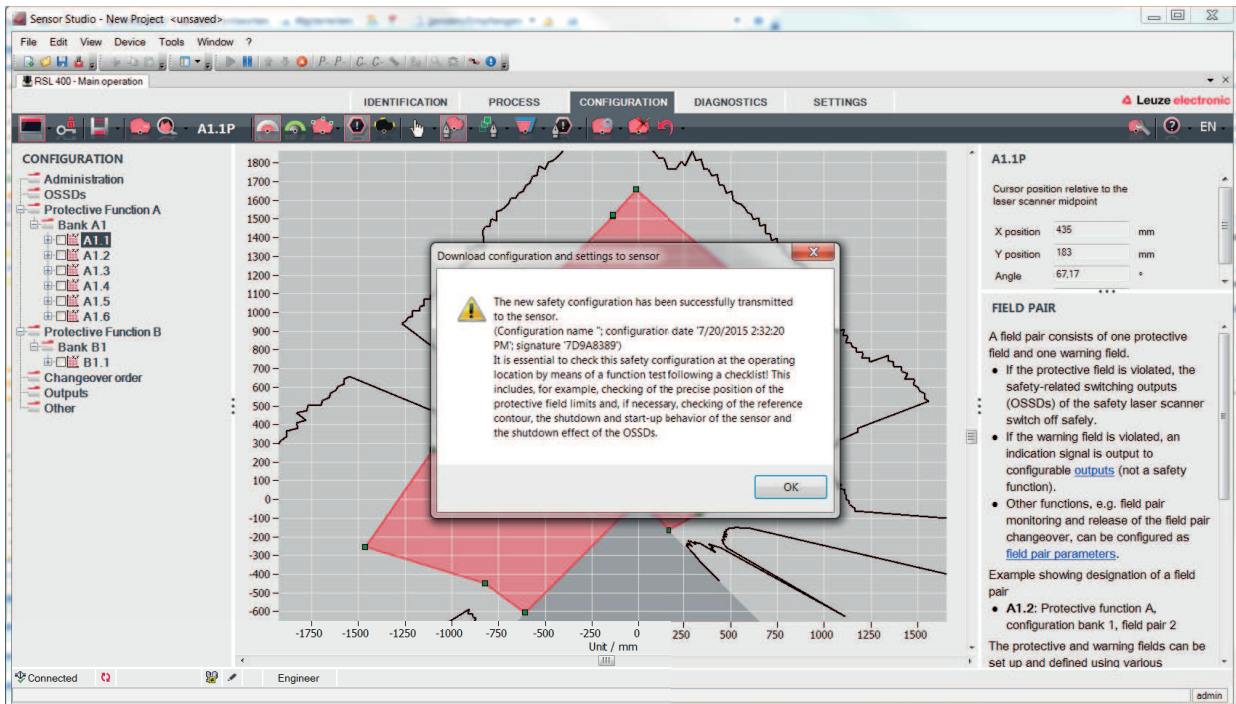 Sensor Studio - New Project <unsaved>
File Edit View Device Tools Window ?
P. P. C. C.
RSL 400 - Main operation
IDENTIFICATION PROCESS CONFIGURATION DIAGNOSTICS SETTINGS
Leuze electronic
A1.1P
EN
CONFIGURATION
Administration
OSSDs
Protective Function A
Bank A1
A1.1
A1.2
A1.3
A1.4
A1.5
A1.6
Protective Function B
Bank B1
B1.1
Changeover order
Outputs
Other
1800
1700
1600
1500
1400
1300
1200
1100
1000
900
800
700
600
500
400
300
200
100
0
-100
-200
-300
-400
-500
-600
-1750 -1500 -1250 -1000 -750 -500 -250 0 250 500 750 1000 1250 1500
Unit / mm
Download configuration and settings to sensor
The new safety configuration has been successfully transmitted
to the sensor.
(Configuration name ''; configuration date '7/20/2015 2:32:20
PM'; signature '7D9A8389')
It is essential to check this safety configuration at the operating
location by means of a function test following a checklist! This
includes, for example, checking of the precise position of the
protective field limits and, if necessary, checking of the reference
contour, the shutdown and start-up behavior of the sensor and
the shutdown effect of the OSSDs.
OK
A1.1P
Cursor position relative to the
laser scanner midpoint
X position 435 mm
Y position 183 mm
Angle 67,17 °
FIELD PAIR
A field pair consists of one protective
field and one warning field.
• If the protective field is violated, the
safety-related switching outputs
(OSSDs) of the safety laser scanner
switch off safely.
• If the warning field is violated, an
indication signal is output to
configurable outputs (not a safety
function).
• Other functions, e.g. field pair
monitoring and release of the field pair
changeover, can be configured as
field pair parameters.
Example showing designation of a field
pair
• A1.2: Protective function A,
configuration bank 1, field pair 2
The protective and warning fields can be
set up and defined using various
Connected
Engineer
admin